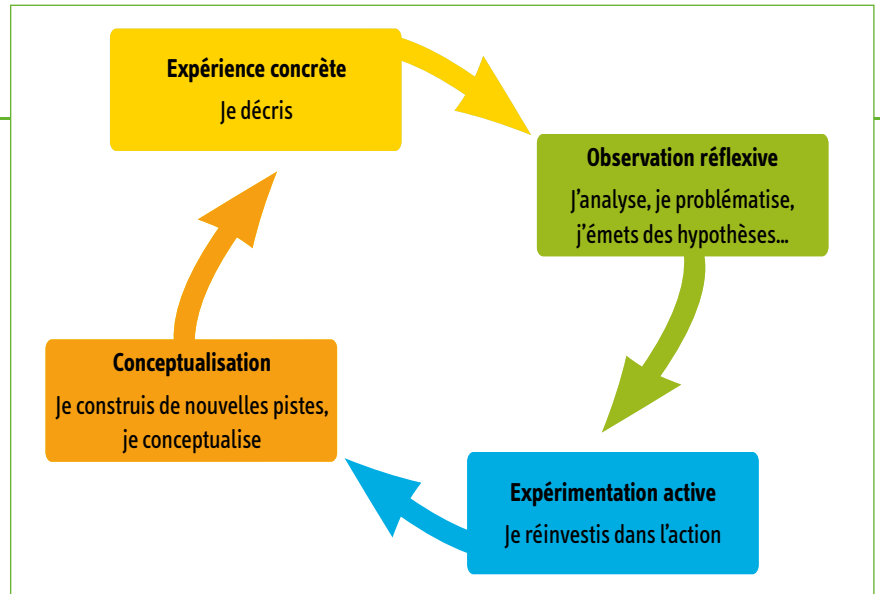 Expérience concrète
Je décris
Observation réflexive
J'analyse, je problématise,
j'émets des hypothèses...
Expérimentation active
Je réinvestis dans l'action
Conceptualisation
Je construis de nouvelles pistes,
je conceptualise